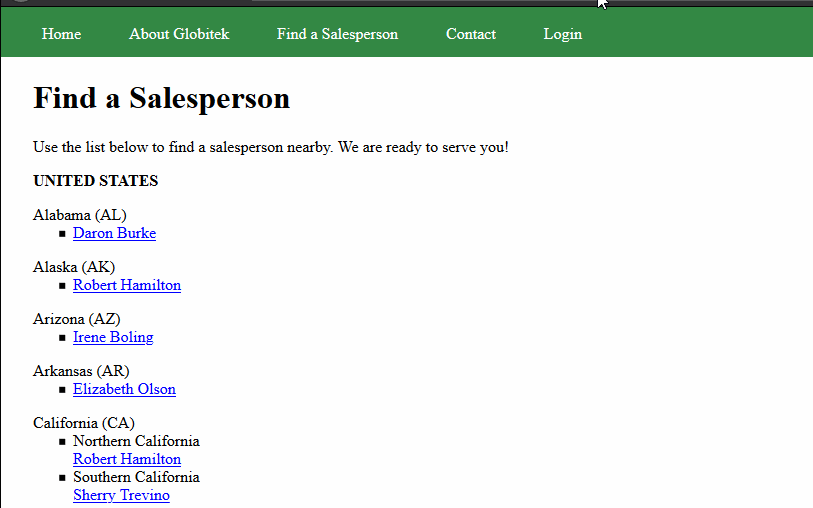 Home About Globitek Find a Salesperson Contact Login
Find a Salesperson
Use the list below to find a salesperson nearby. We are ready to serve you!
UNITED STATES
Alabama (AL)
Daron Burke
Alaska (AK)
Robert Hamilton
Arizona (AZ)
Irene Boling
Arkansas (AR)
Elizabeth Olson
California (CA)
Northern California
Robert Hamilton
Southern California
Sherry Trevino